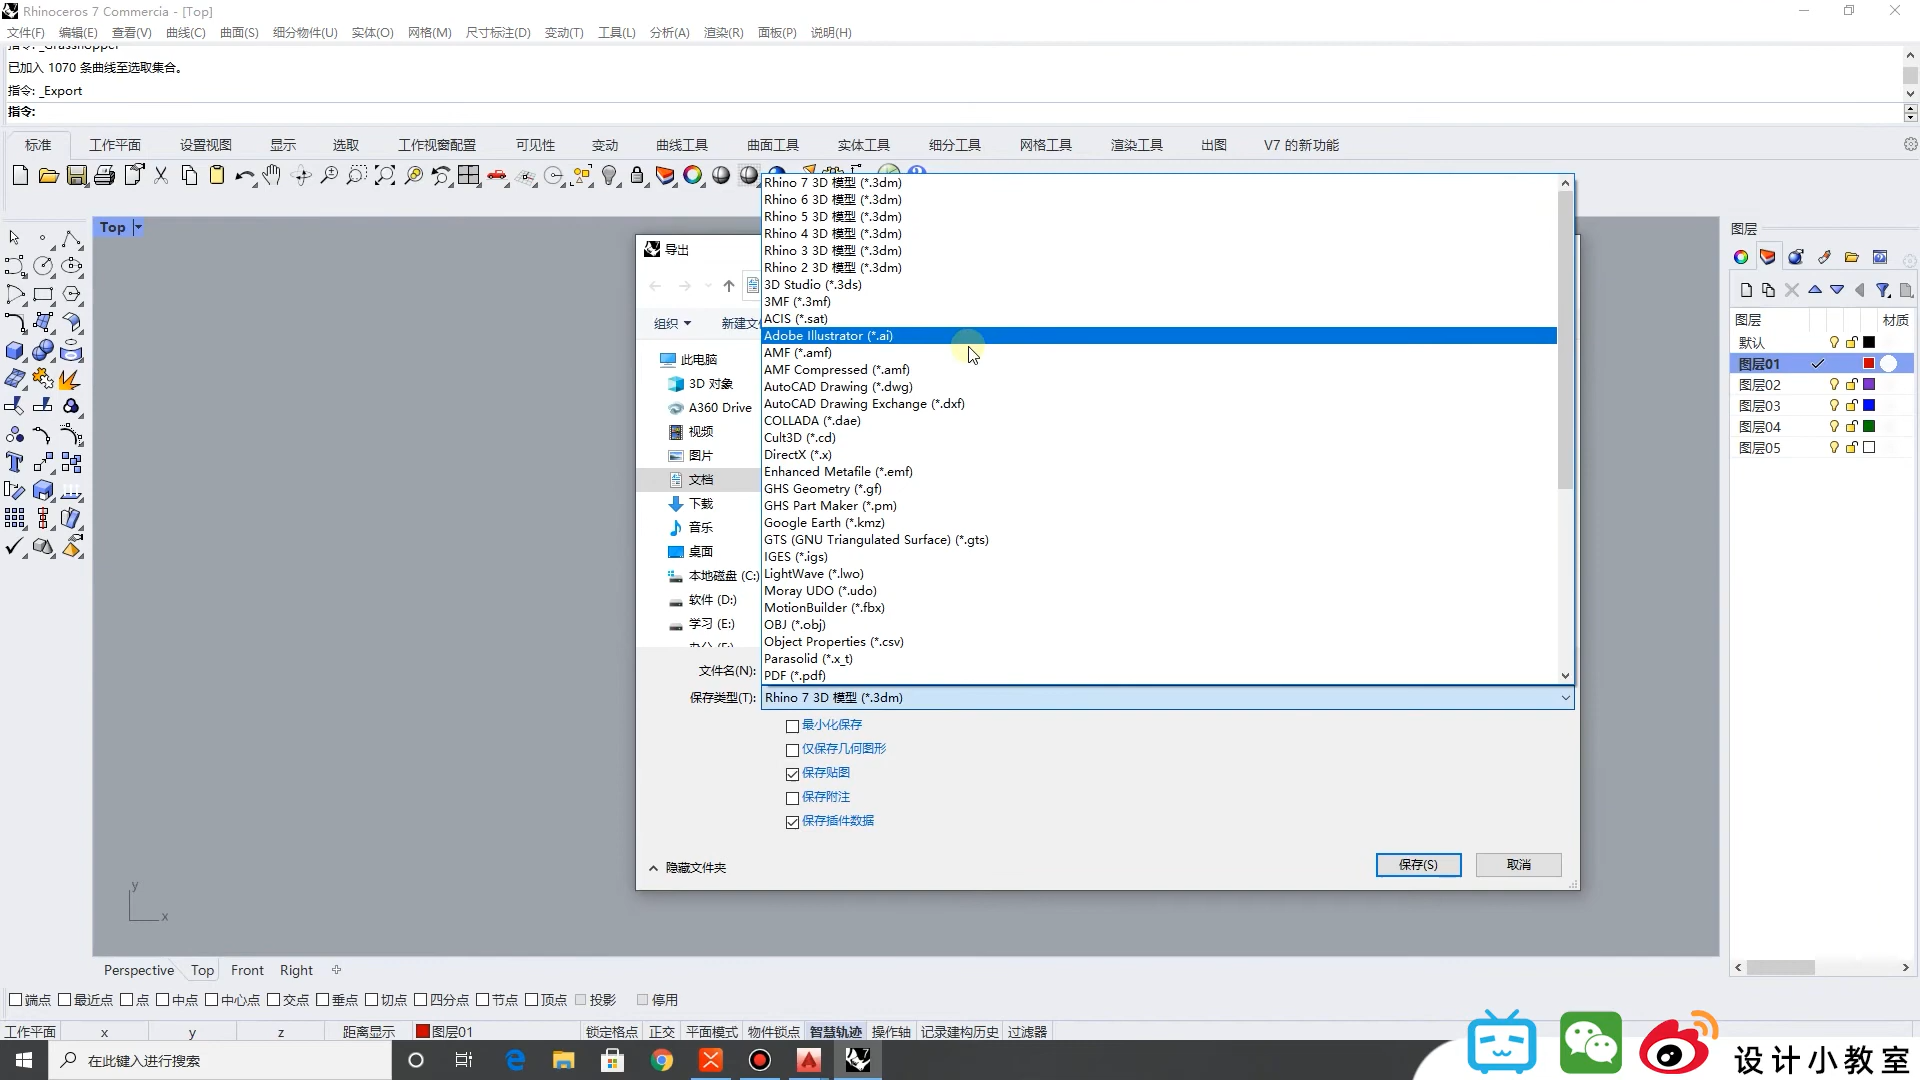 Rhinoceros 7 Commercia - [Top]
文件(F) 编辑(E) 查看(V) 曲线(C) 曲面(S) 细分物件(U) 实体(O) 网格(M) 尺寸标注(D) 变动(T) 工具(L) 分析(A) 渲染(R) 面板(P) 说明(H)
指令: _Grasshopper
已加入 1070 条曲线至选取集合。
指令: _Export
指令:
标准 工作平面 设置视图 显示 选取 工作视窗配置 可见性 变动 曲线工具 曲面工具 实体工具 细分工具 网格工具 渲染工具 出图 V7 的新功能
Top
导出
组织 新建文
此电脑
3D 对象
A360 Drive
视频
图片
文档
下载
音乐
桌面
本地磁盘 (C:)
软件 (D:)
学习 (E:)
Rhino 7 3D 模型 (*.3dm)
Rhino 6 3D 模型 (*.3dm)
Rhino 5 3D 模型 (*.3dm)
Rhino 4 3D 模型 (*.3dm)
Rhino 3 3D 模型 (*.3dm)
Rhino 2 3D 模型 (*.3dm)
3D Studio (*.3ds)
3MF (*.3mf)
ACIS (*.sat)
Adobe Illustrator (*.ai)
AMF (*.amf)
AMF Compressed (*.amf)
AutoCAD Drawing (*.dwg)
AutoCAD Drawing Exchange (*.dxf)
COLLADA (*.dae)
Cult3D (*.cd)
DirectX (*.x)
Enhanced Metafile (*.emf)
GHS Geometry (*.gf)
GHS Part Maker (*.pm)
Google Earth (*.kmz)
GTS (GNU Triangulated Surface) (*.gts)
IGES (*.igs)
LightWave (*.lwo)
Moray UDO (*.udo)
MotionBuilder (*.fbx)
OBJ (*.obj)
Object Properties (*.csv)
Parasolid (*.x_t)
PDF (*.pdf)
文件名(N):
保存类型(T): Rhino 7 3D 模型 (*.3dm)
最小化保存
仅保存几何图形
保存贴图
保存附注
保存插件数据
隐藏文件夹
保存(S) 取消
图层
图层 材质
默认
图层01
图层02
图层03
图层04
图层05
y
x
Perspective Top Front Right
端点 最近点 点 中点 中心点 交点 垂点 切点 四分点 节点 顶点 投影 停用
工作平面 x y z 距离显示 图层01 锁定格点 正交 平面模式 物件锁点 智慧轨迹 操作轴 记录建构历史 过滤器
在此键入进行搜索
设计小教室